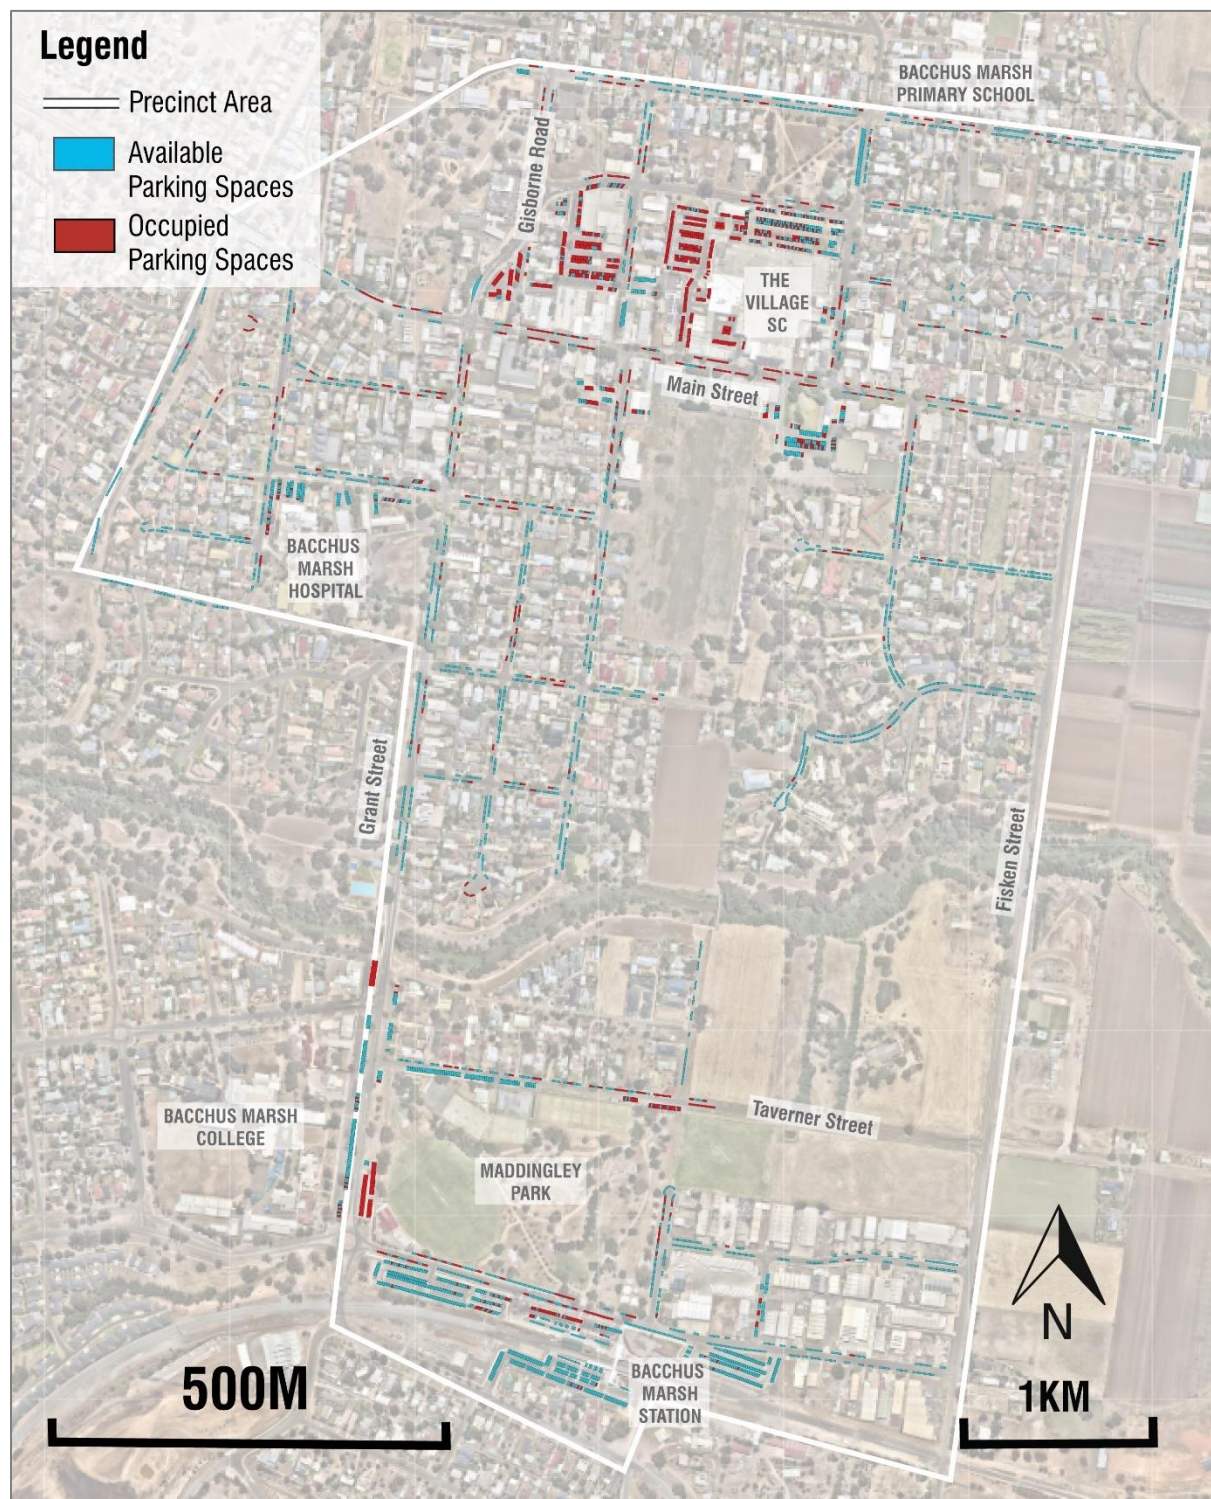 Legend
Precinct Area
Available
Parking Spaces
Occupied
Parking Spaces
BACCHUS MARSH
PRIMARY SCHOOL
Gisborne Road
THE
VILLAGE
SC
Main Street
BACCHUS
MARSH
HOSPITAL
Grant Street
Fisken Street
BACCHUS MARSH
COLLEGE
Taverner Street
MADDINGLEY
PARK
N
500M
BACCHUS
MARSH
STATION
1KM